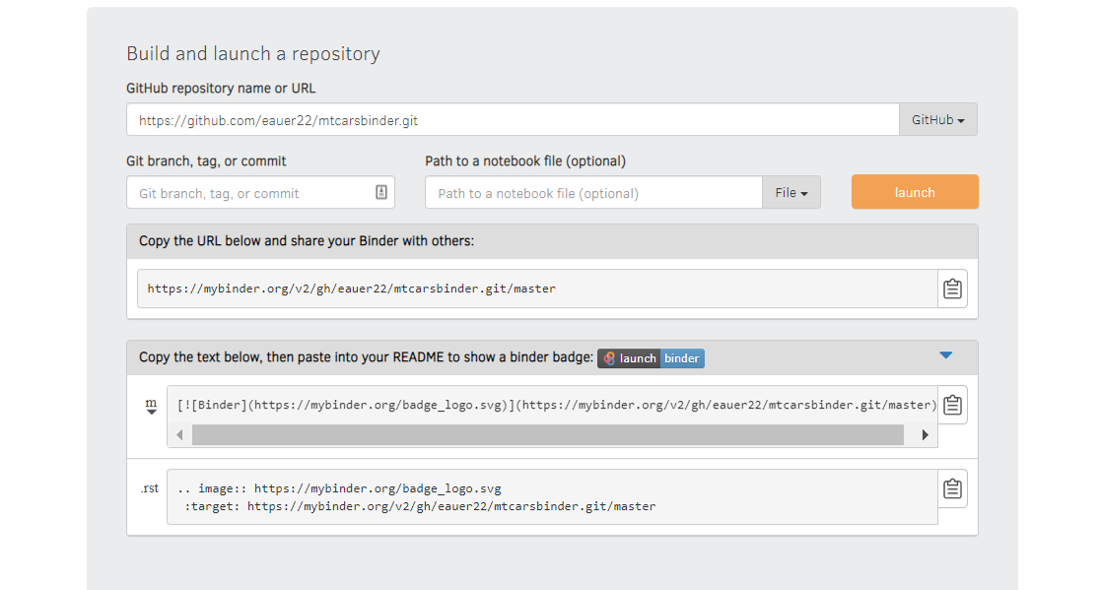 Build and launch a repository
GitHub repository name or URL
https://github.com/eauer22/mtcarsbinder.git
GitHub
Git branch, tag, or commit
Path to a notebook file (optional)
Git branch, tag, or commit
Path to a notebook file (optional)
File
launch
Copy the URL below and share your Binder with others:
https://mybinder.org/v2/gh/eauer22/mtcarsbinder.git/master
Copy the text below, then paste into your README to show a binder badge:
launch binder
m
[![Binder](https://mybinder.org/badge_logo.svg)](https://mybinder.org/v2/gh/eauer22/mtcarsbinder.git/master)
.rst
.. image:: https://mybinder.org/badge_logo.svg
:target: https://mybinder.org/v2/gh/eauer22/mtcarsbinder.git/master